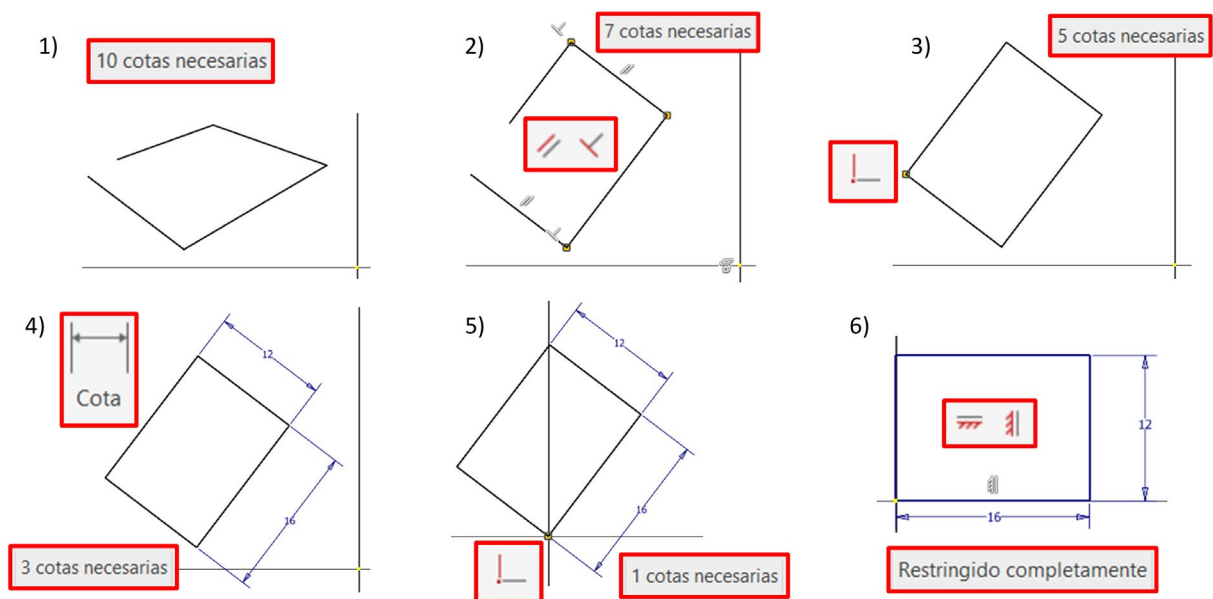 1)
10 cotas necesarias
2)
7 cotas necesarias
3)
5 cotas necesarias
4)
Cota
12
16
3 cotas necesarias
5)
12
16
1 cotas necesarias
6)
12
16
Restringido completamente